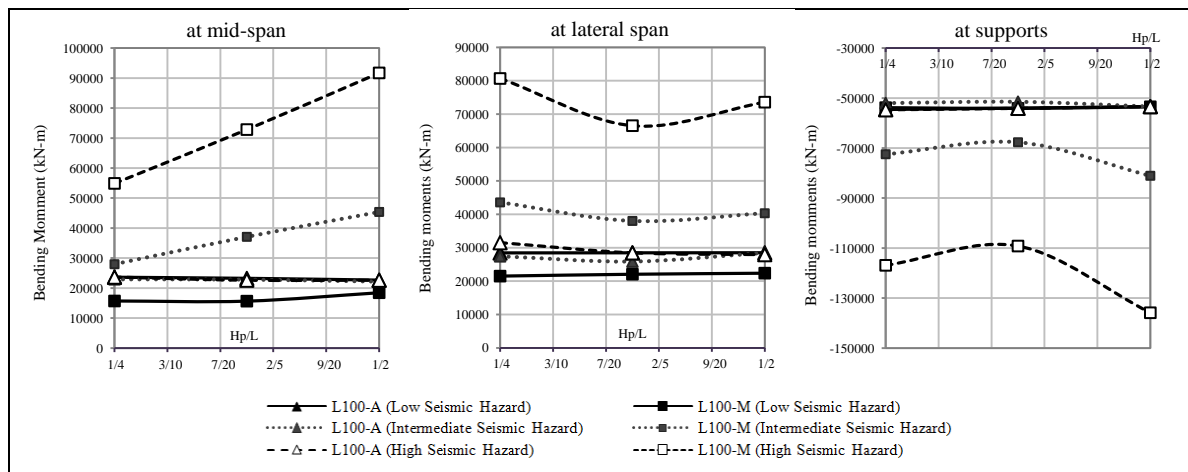 at mid-span
Bending Momment (kN-m)
100000
90000
80000
70000
60000
50000
40000
30000
20000
10000
0
Hp/L
1/4 3/10 7/20 2/5 9/20 1/2
at lateral span
Bending moments (kN-m)
90000
80000
70000
60000
50000
40000
30000
20000
10000
0
Hp/L
1/4 3/10 7/20 2/5 9/20 1/2
at supports
Hp/L
Bending momments (kN-m)
-30000
1/4 3/10 7/20 2/5 9/20 1/2
-50000
-70000
-90000
-110000
-130000
-150000
L100-A (Low Seismic Hazard)
L100-M (Low Seismic Hazard)
L100-A (Intermediate Seismic Hazard)
L100-M (Intermediate Seismic Hazard)
L100-A (High Seismic Hazard)
L100-M (High Seismic Hazard)